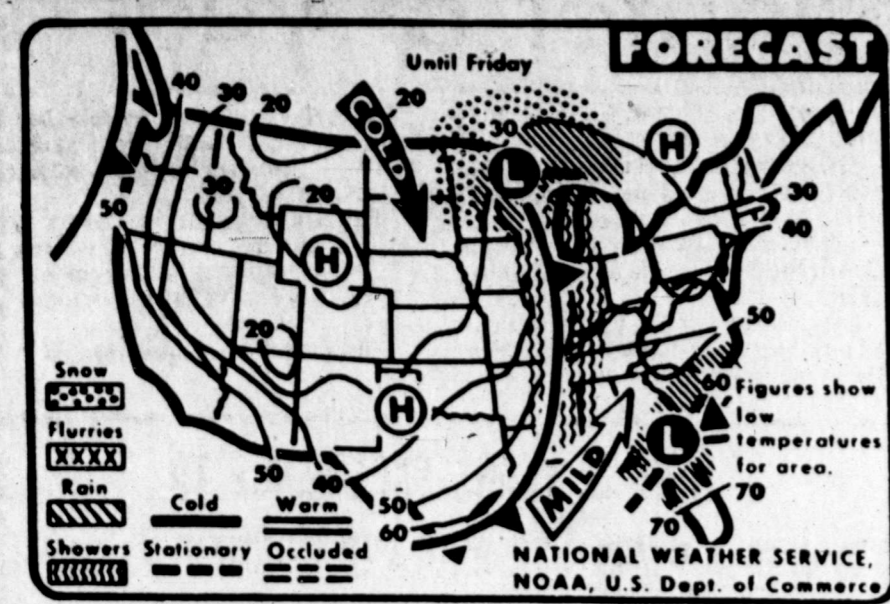 FORECAST
Until Friday
40 30 20 20
COLD
30
H
L
30 20
30
50
40
H
20
50
Snow
60 Figures show
H
Flurries
low
L
temperatures
for area.
50
40
MILD
70
Rain
Cold
Warm
50
70
60
Showers Stationary Occluded
NATIONAL WEATHER SERVICE,
NOAA, U.S. Dept. of Commerce